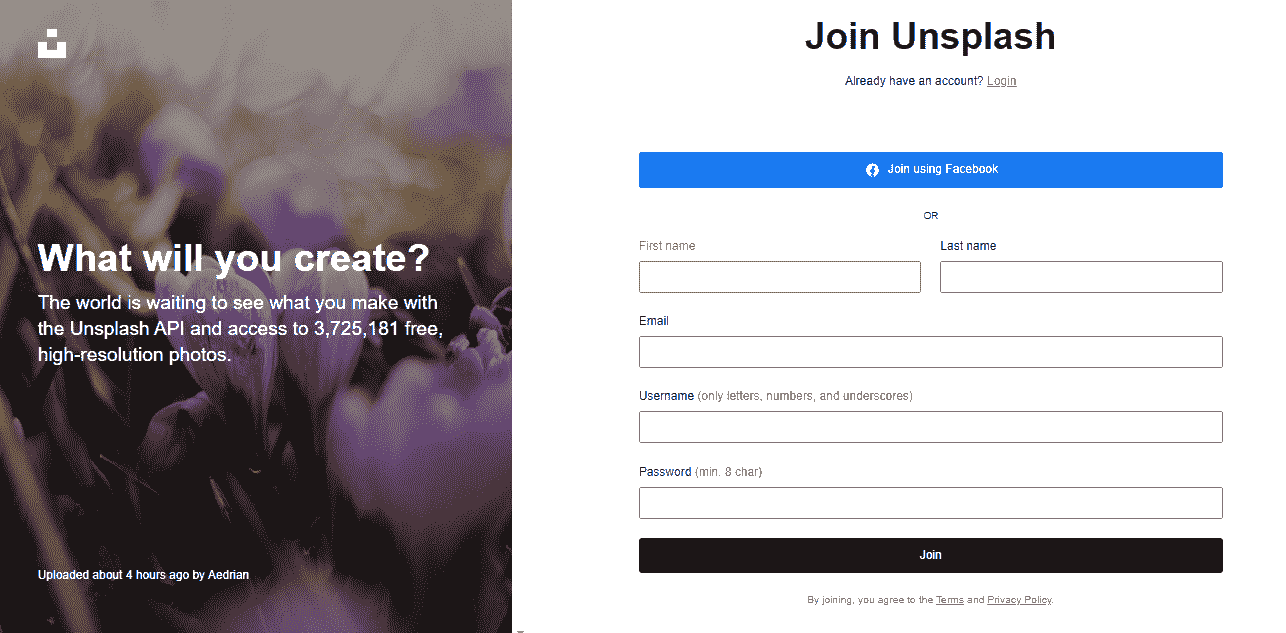 What will you create?
The world is waiting to see what you make with
the Unsplash API and access to 3,725,181 free,
high-resolution photos.
Uploaded about 4 hours ago by Aedrian
Join Unsplash
Already have an account? Login
Join using Facebook
OR
First name
Last name
Email
Username (only letters, numbers, and underscores)
Password (min. 8 char)
Join
By joining, you agree to the Terms and Privacy Policy.